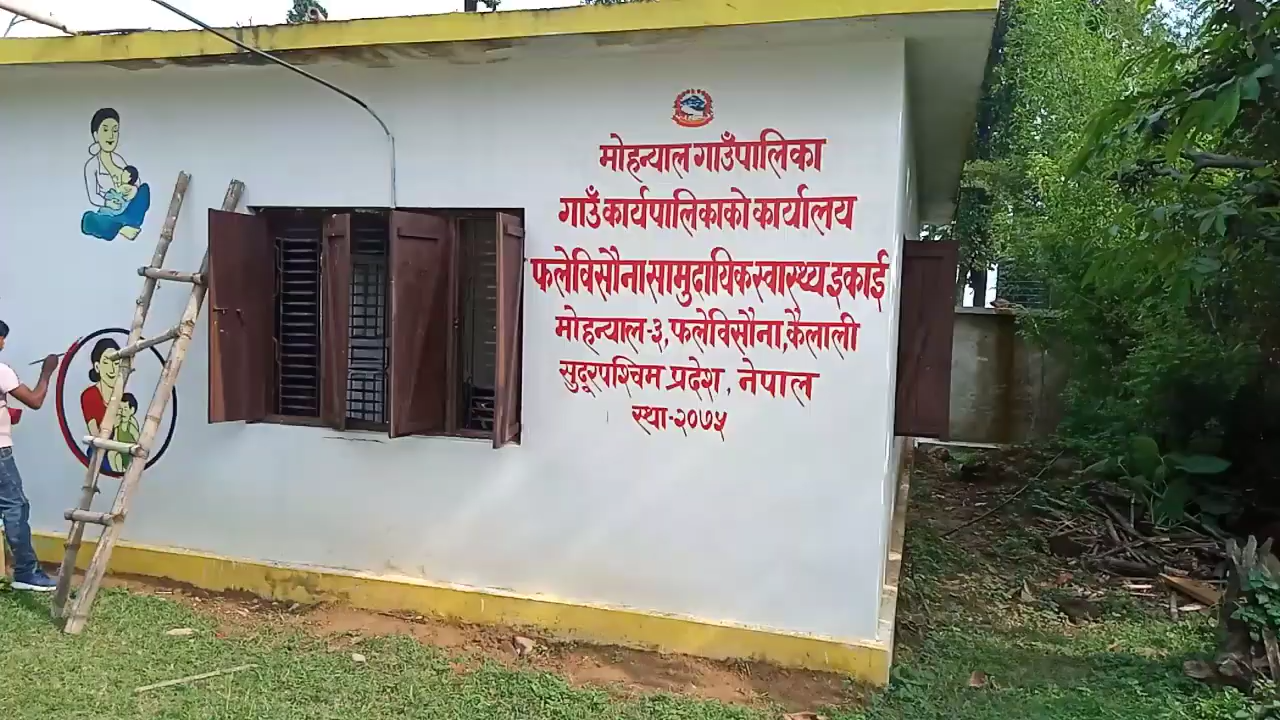 मोहन्याल गाउँपालिका
गाउँ कार्यपालिकाको कार्यालय
फलेविसौना सामुदायिक स्वास्थ्य इकाई
मोहन्याल-३, फलेविसौना, कैलाली
सुदूरपश्चिम प्रदेश, नेपाल
स्था-२०७५